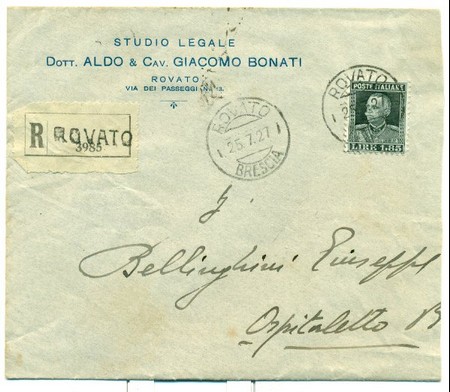 STUDIO LEGALE
DOTT. ALDO & CAV. GIACOMO BONATI
ROVATO
VIA DEI PASSEGGI
R ROVATO
3985
ROVATO
25.7.27
BRESCIA
ROVATO
POSTE ITALIANE
LIRE 1.85
Bellinghini Giuseppe
Ospitaletto B